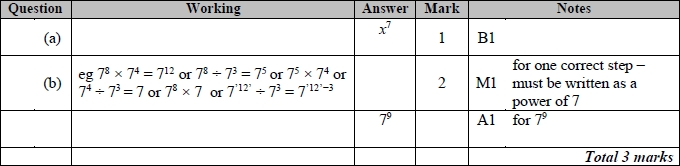 Question Working Answer Mark Notes
(a) x⁷ 1 B1
(b) eg 7⁸ × 7⁴ = 7¹² or 7⁸ ÷ 7³ = 7⁵ or 7⁵ × 7⁴ or 2 M1 for one correct step –
7⁴ ÷ 7³ = 7 or 7⁸ × 7 or 7'¹²' ÷ 7³ = 7'¹²'⁻³ must be written as a
power of 7
7⁹ A1 for 7⁹
Total 3 marks